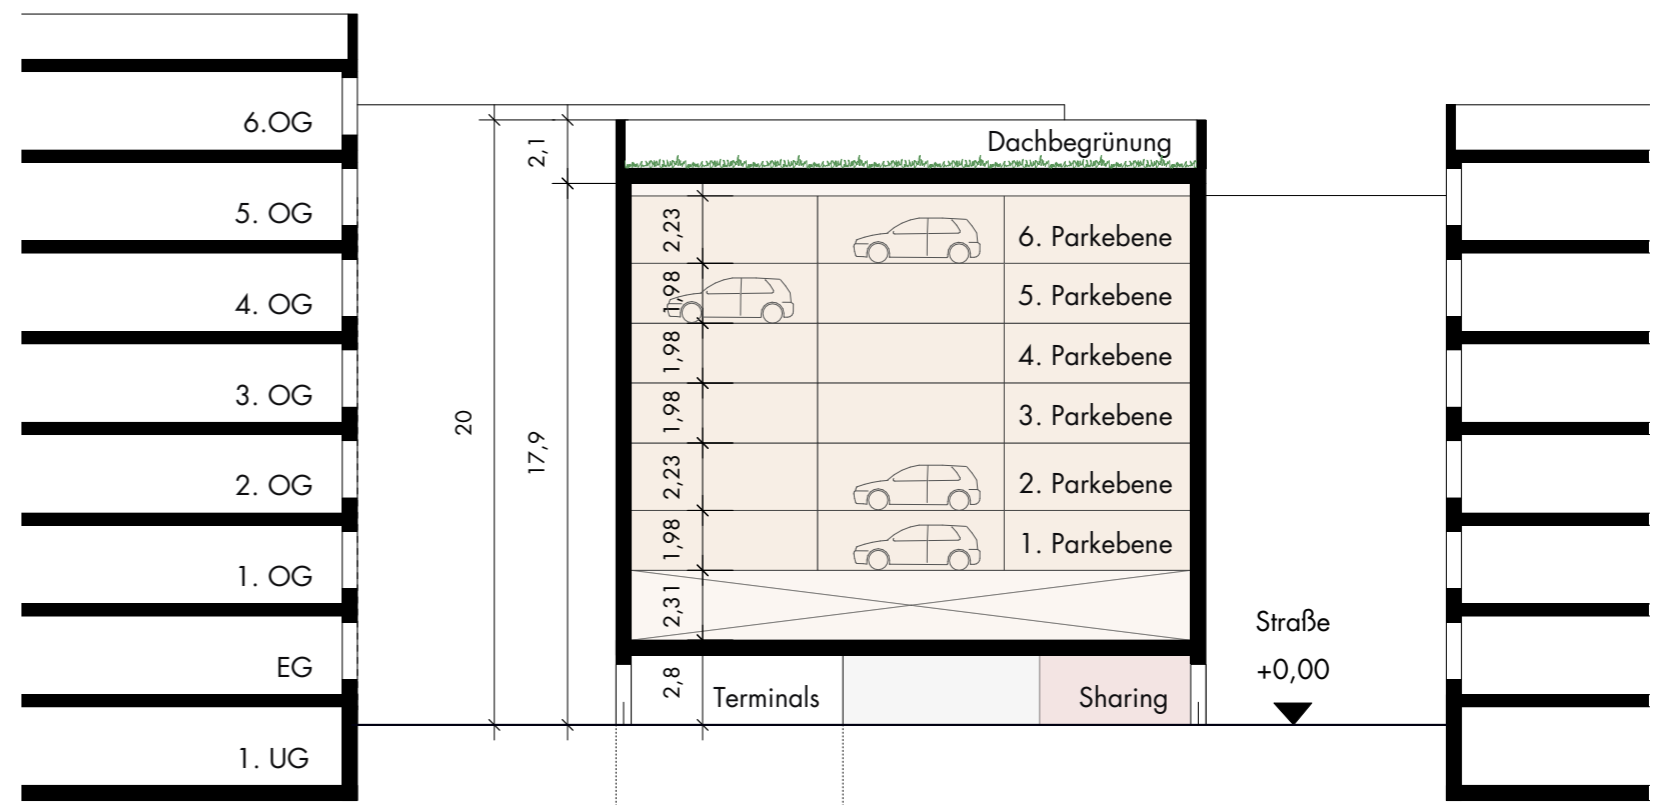 6.OG
5. OG
4. OG
3. OG
2. OG
1. OG
EG
1. UG
20
2,1
17,9
Dachbegrünung
2,23
6. Parkebene
1,98
5. Parkebene
1,98
4. Parkebene
1,98
3. Parkebene
2,23
2. Parkebene
1,98
1. Parkebene
2,31
2,8
Terminals
Sharing
Straße
+0,00